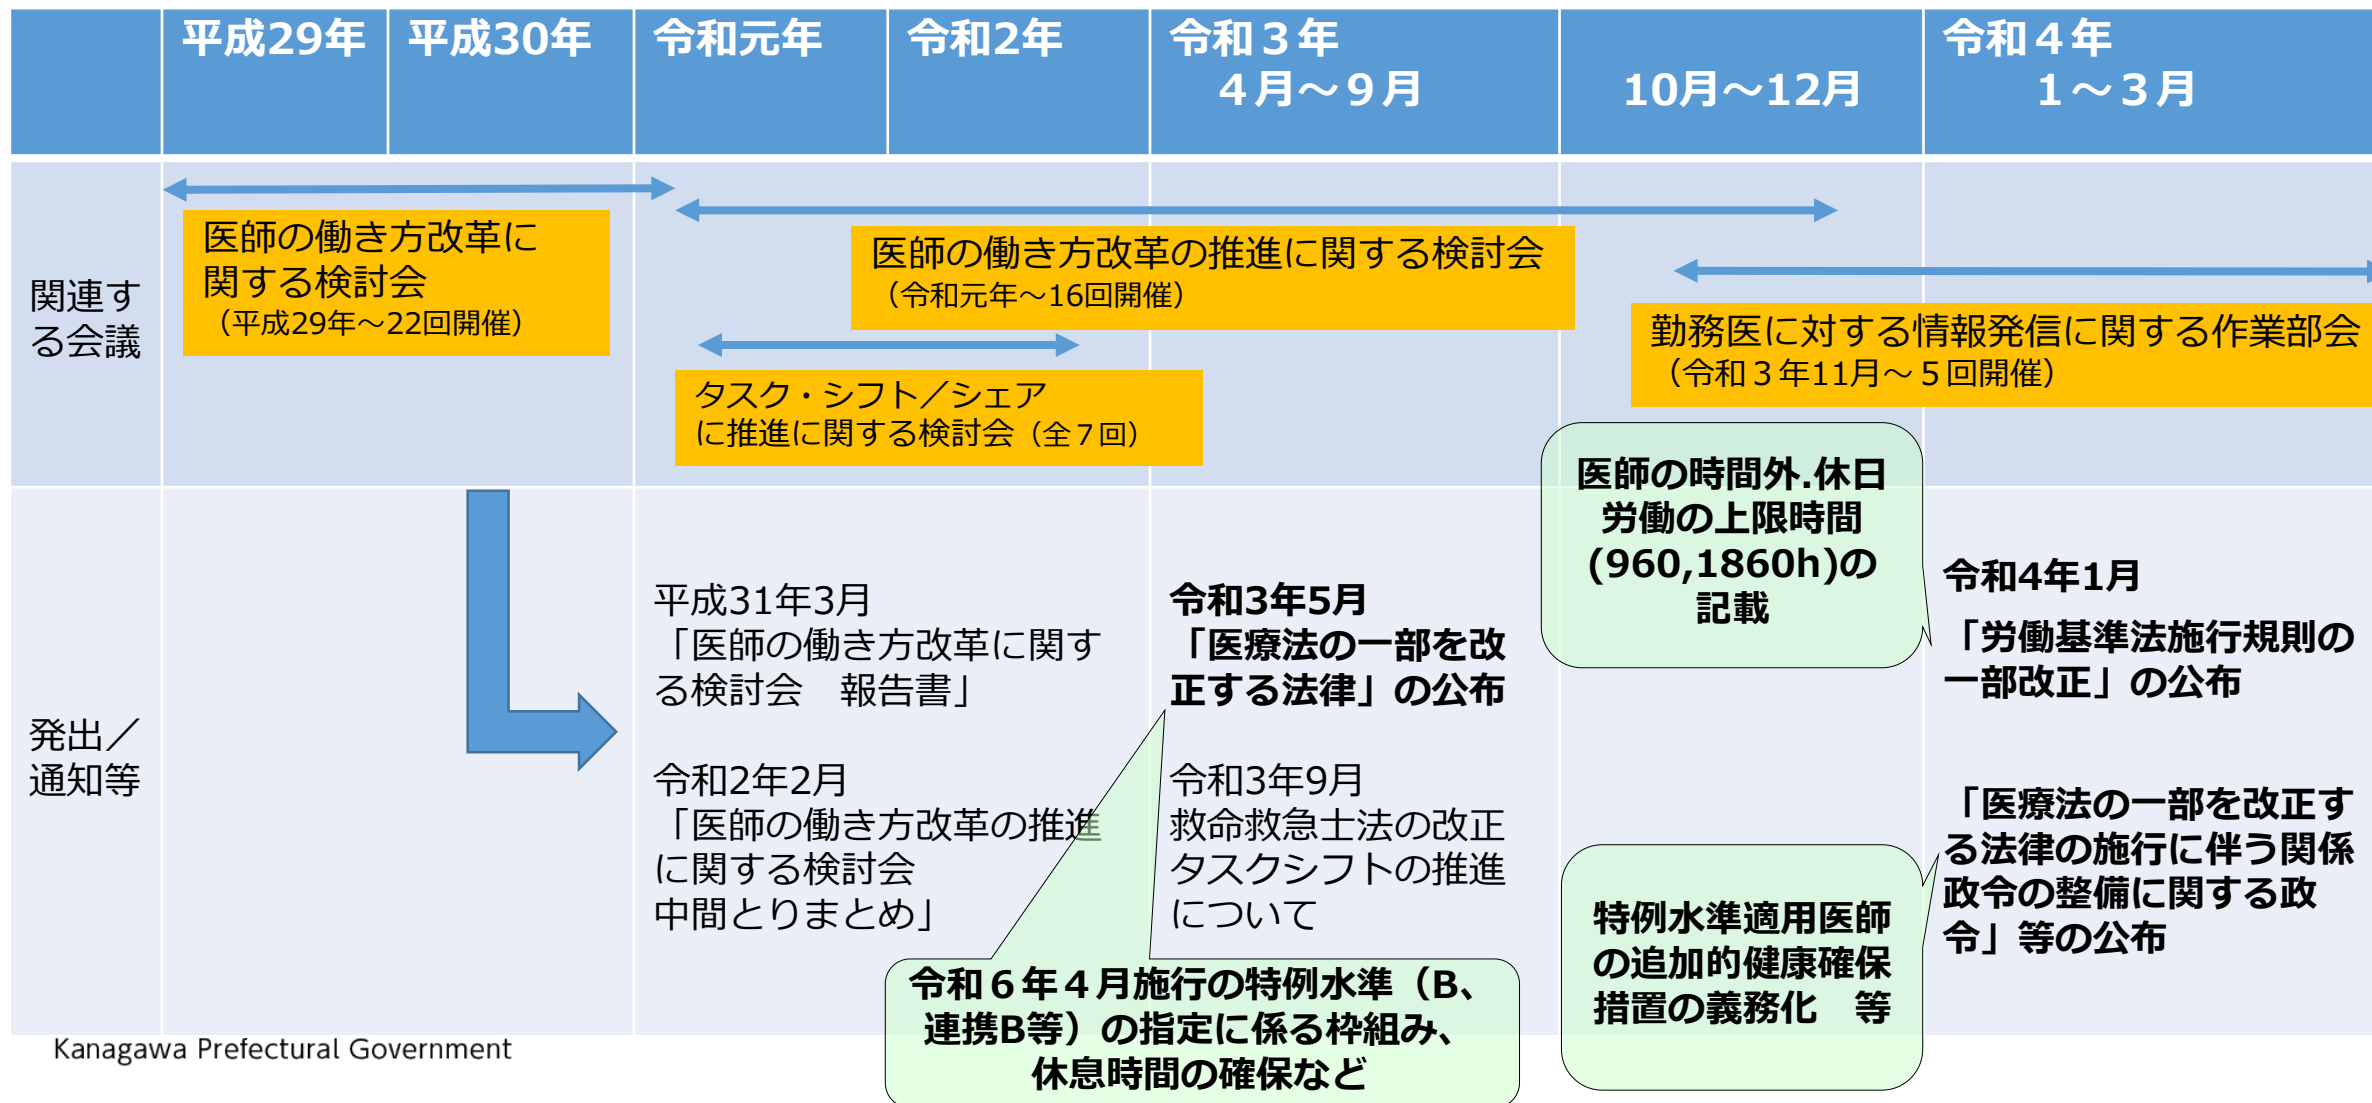 平成29年
平成30年
令和元年
令和2年
令和３年
４月～９月
10月～12月
令和４年
１～３月
関連す
る会議
医師の働き方改革に
関する検討会
（平成29年～22回開催）
医師の働き方改革の推進に関する検討会
（令和元年～16回開催）
タスク・シフト／シェア
に推進に関する検討会（全７回）
勤務医に対する情報発信に関する作業部会
（令和３年11月～５回開催）
発出／
通知等
平成31年3月
「医師の働き方改革に関す
る検討会　報告書」
令和2年2月
「医師の働き方改革の推進
に関する検討会
中間とりまとめ」
令和3年5月
「医療法の一部を改
正する法律」の公布
令和3年9月
救命救急士法の改正
タスクシフトの推進
について
令和６年４月施行の特例水準（B、
連携B等）の指定に係る枠組み、
休息時間の確保など
医師の時間外.休日
労働の上限時間
(960,1860h)の
記載
特例水準適用医師
の追加的健康確保
措置の義務化　等
令和4年1月
「労働基準法施行規則の
一部改正」の公布
「医療法の一部を改正す
る法律の施行に伴う関係
政令の整備に関する政
令」等の公布
Kanagawa Prefectural Government